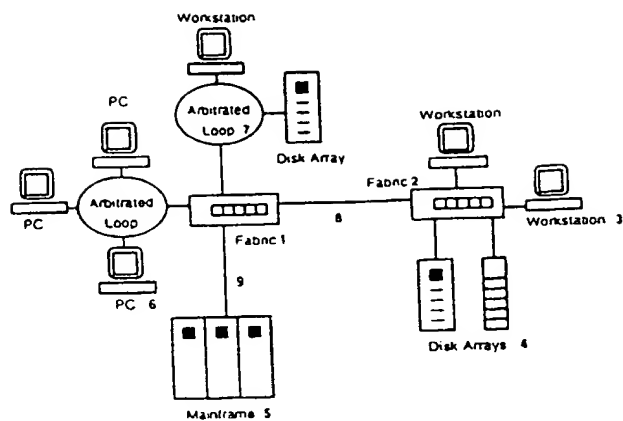 Workstation
PC
Arbitrated
Loop 7
Disk Array
Workstation
Fabric 2
PC
Arbitrated
Loop
Fabric 1
8
Workstation 3
PC 6
9
Disk Arrays 4
Mainframe 5